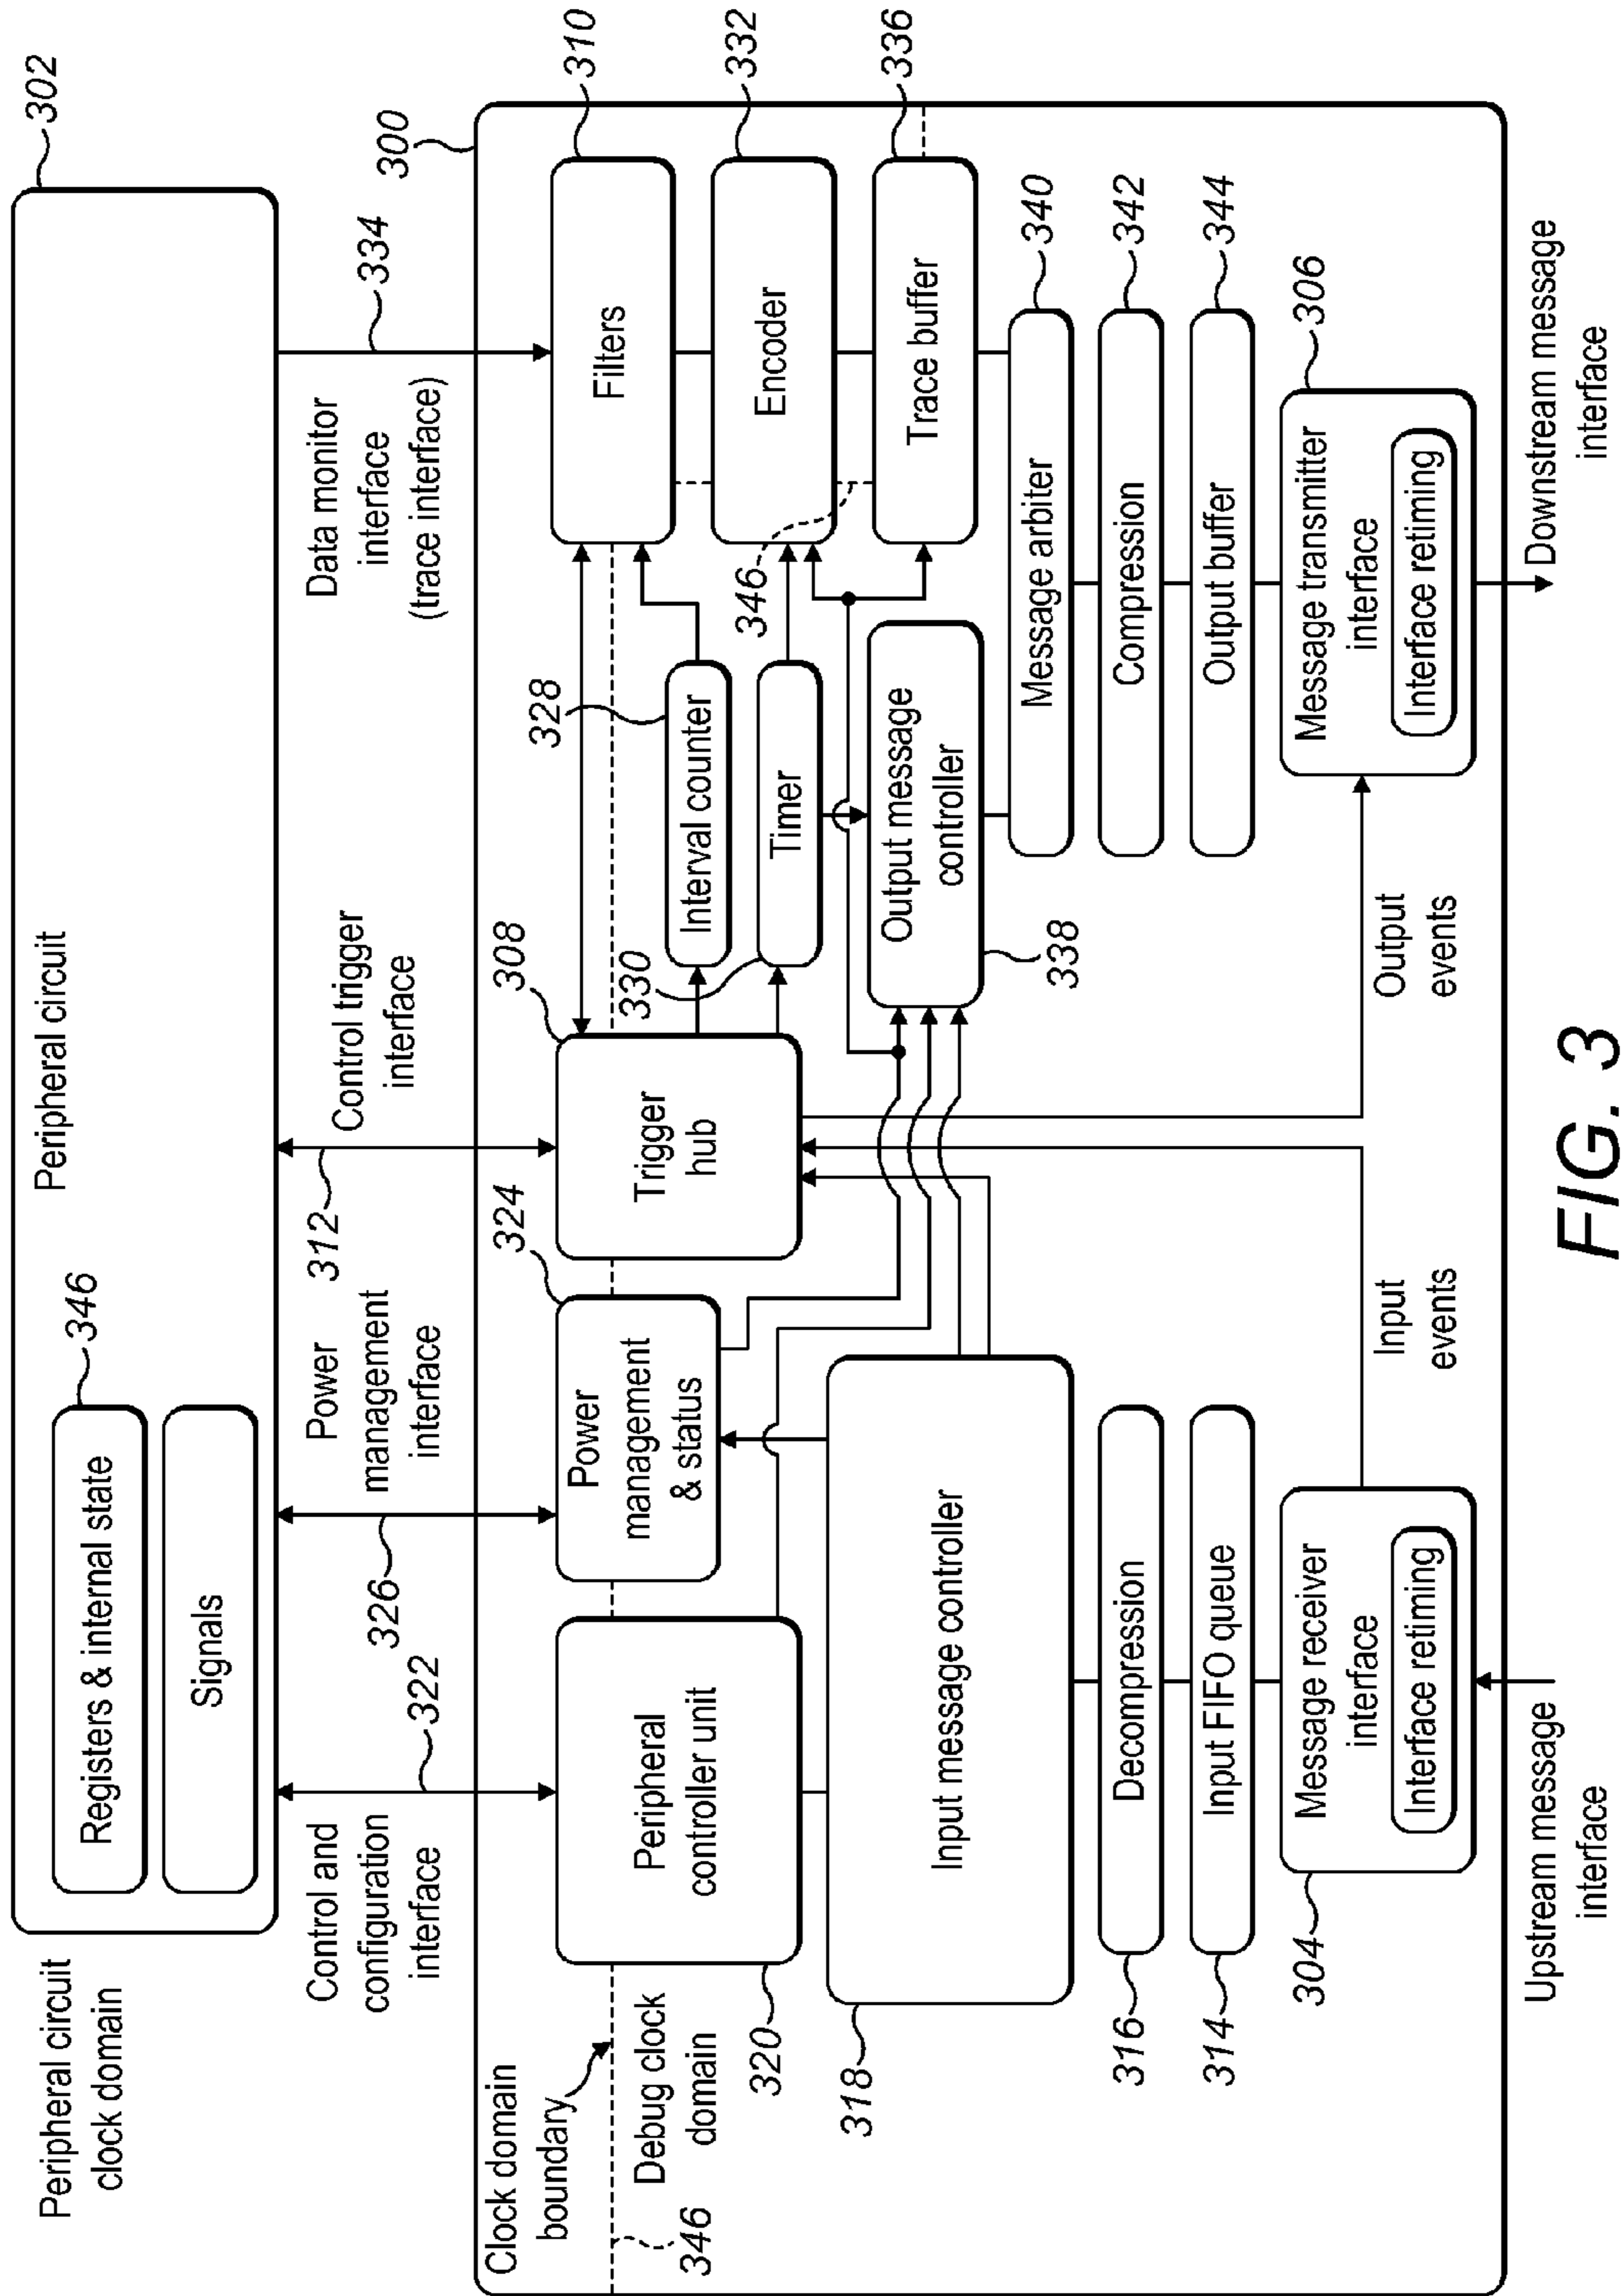 Peripheral circuit
clock domain
Peripheral circuit
302
346
Registers & internal state
Signals
Control and
configuration
interface
322
Power
management
interface
326
Control trigger
interface
312
Data monitor
interface
(trace interface)
334
300
Clock domain
boundary
Debug clock
domain
346
Peripheral
controller unit
320
Power
management
& status
324
Trigger
hub
308
Interval counter
328
Timer
330
Filters
310
Encoder
332
346
Trace buffer
336
Input message controller
318
Output message
controller
338
Message arbiter
340
Decompression
316
Compression
342
Input FIFO queue
314
Output buffer
344
Message receiver
interface
Interface retiming
304
Input
events
Output
events
Message transmitter
interface
Interface retiming
306
Upstream message
interface
Downstream message
interface
FIG. 3